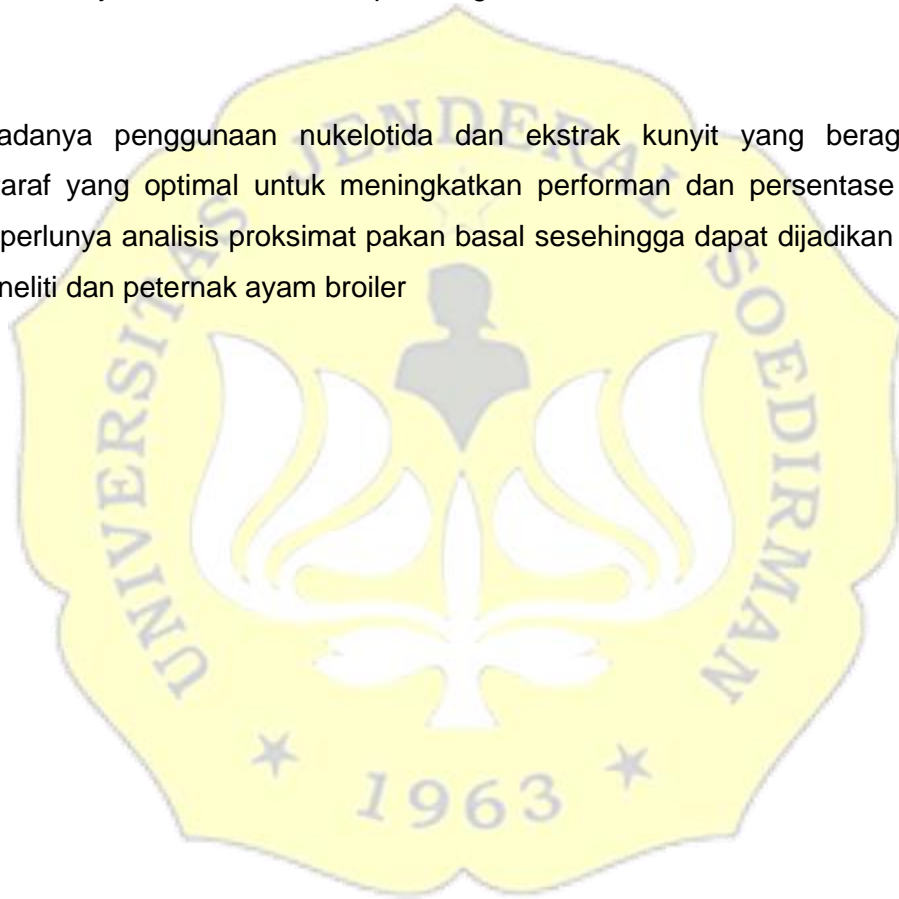 adanya penggunaan nukelotida dan ekstrak kunyit yang berag
araf yang optimal untuk meningkatkan performan dan persentase
perlunya analisis proksimat pakan basal sesehingga dapat dijadikan
neliti dan peternak ayam broiler
UNIVERSITAS JENDERAL SOEDIRMAN
1963